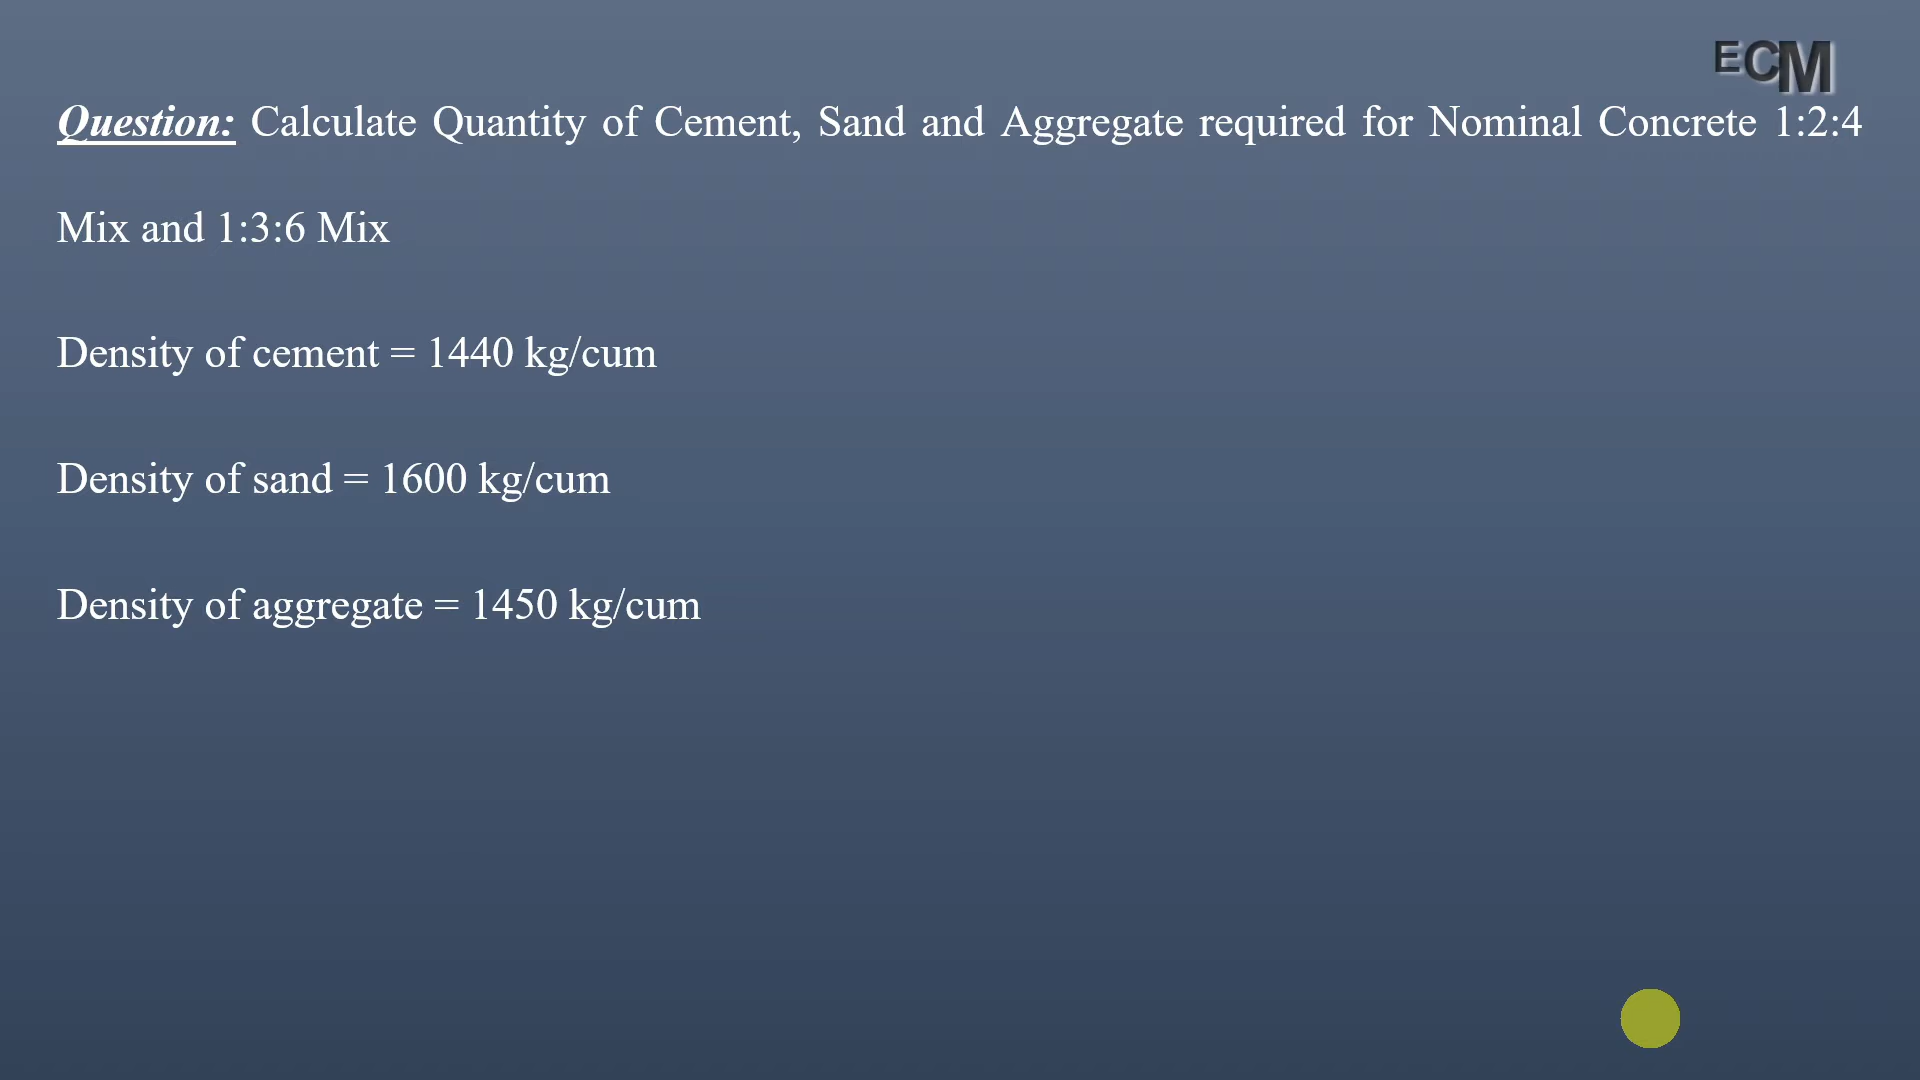 ECM
Question: Calculate Quantity of Cement, Sand and Aggregate required for Nominal Concrete 1:2:4
Mix and 1:3:6 Mix
Density of cement = 1440 kg/cum
Density of sand = 1600 kg/cum
Density of aggregate = 1450 kg/cum